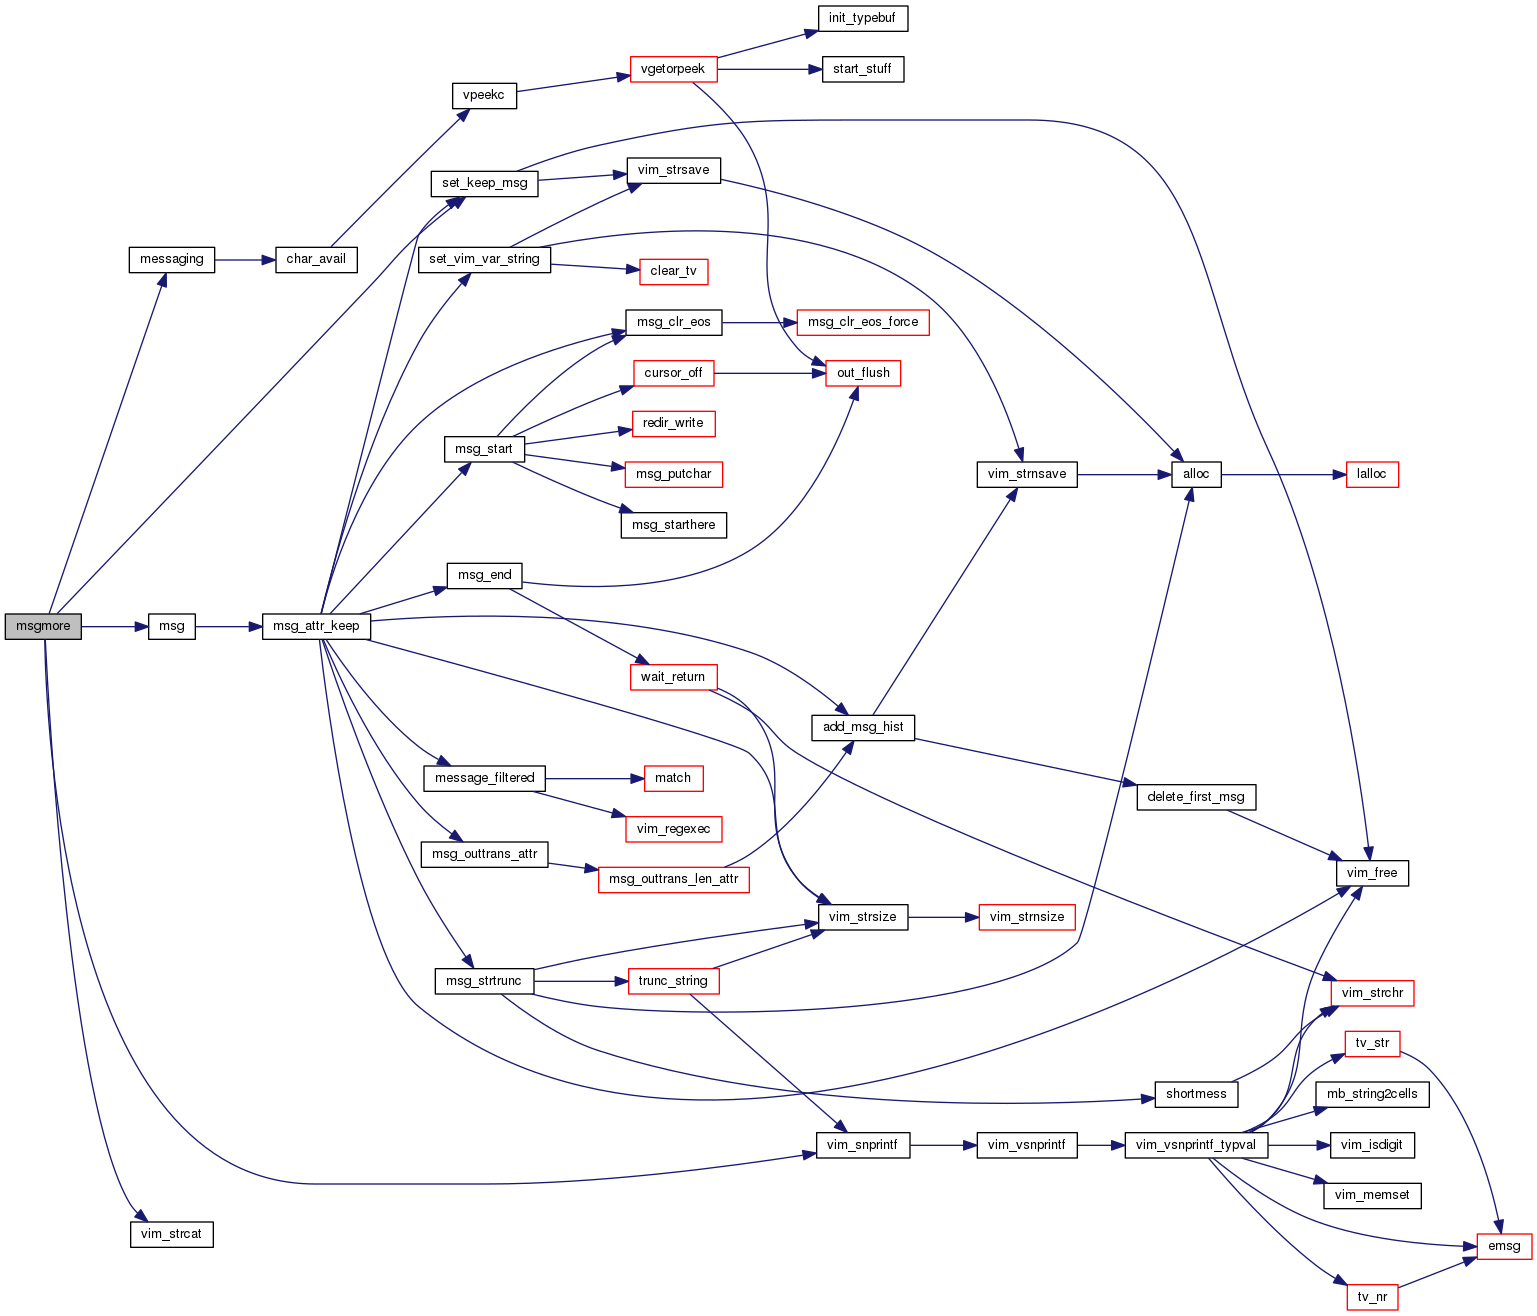 init_typebuf
vgetorpeek
start_stuff
vpeekc
vim_strsave
set_keep_msg
messaging
char_avail
set_vim_var_string
clear_tv
msg_clr_eos
msg_clr_eos_force
cursor_off
out_flush
redir_write
msg_start
msg_putchar
vim_strnsave
alloc
lalloc
msg_starthere
msg_end
msgmore
msg
msg_attr_keep
wait_return
add_msg_hist
message_filtered
match
delete_first_msg
vim_regexec
msg_outtrans_attr
msg_outtrans_len_attr
vim_free
vim_strsize
vim_strnsize
msg_strtrunc
trunc_string
vim_strchr
tv_str
shortmess
mb_string2cells
vim_snprintf
vim_vsnprintf
vim_vsnprintf_typval
vim_isdigit
vim_memset
vim_strcat
emsg
tv_nr